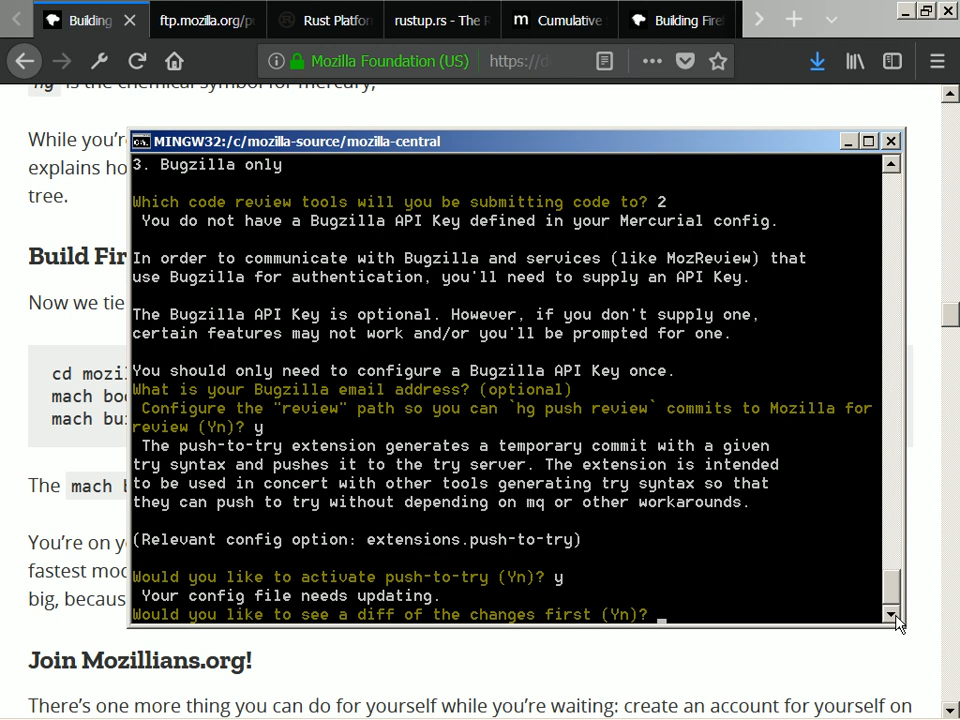 Building
ftp.mozilla.org/pu
Rust Platfor
rustup.rs - The R
Cumulative
Building Fire
Mozilla Foundation (US)
https://d
hg is the chemical symbol for mercury,
While you're
explains ho
tree.
MINGW32:/c/mozilla-source/mozilla-central
3. Bugzilla only
Which code review tools will you be submitting code to? 2
You do not have a Bugzilla API Key defined in your Mercurial config.
In order to communicate with Bugzilla and services (like MozReview) that
use Bugzilla for authentication, you'll need to supply an API Key.
The Bugzilla API Key is optional. However, if you don't supply one,
certain features may not work and/or you'll be prompted for one.
You should only need to configure a Bugzilla API Key once.
What is your Bugzilla email address? (optional)
Configure the "review" path so you can `hg push review` commits to Mozilla for
review (Yn)? y
The push-to-try extension generates a temporary commit with a given
try syntax and pushes it to the try server. The extension is intended
to be used in concert with other tools generating try syntax so that
they can push to try without depending on mq or other workarounds.
(Relevant config option: extensions.push-to-try)
Would you like to activate push-to-try (Yn)? y
Your config file needs updating.
Would you like to see a diff of the changes first (Yn)?
Build Fir
Now we tie
cd mozi
mach boo
mach bui
The mach b
You're on y
fastest mod
big, becaus
Join Mozillians.org!
There's one more thing you can do for yourself while you're waiting: create an account for yourself on